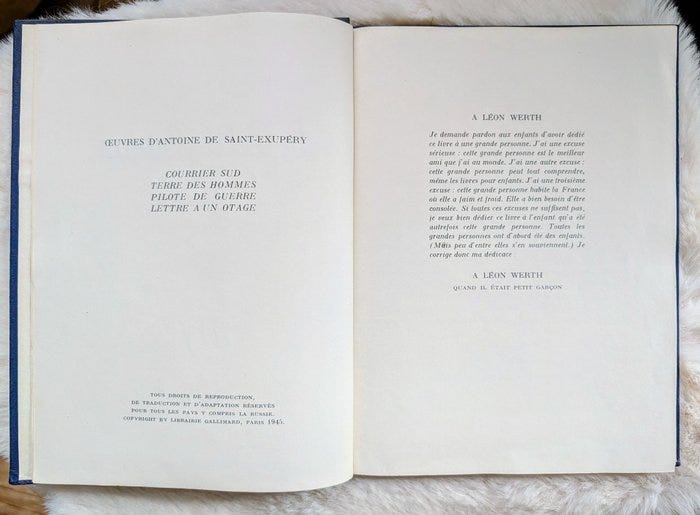 ŒUVRES D'ANTOINE DE SAINT-EXUPÉRY
COURRIER SUD
TERRE DES HOMMES
PILOTE DE GUERRE
LETTRE A UN OTAGE
TOUS DROITS DE REPRODUCTION,
DE TRADUCTION ET D'ADAPTATION RÉSERVÉS
POUR TOUS LES PAYS Y COMPRIS LA RUSSIE.
COPYRIGHT BY LIBRAIRIE GALLIMARD, PARIS 1945.
A LÉON WERTH
Je demande pardon aux enfants d'avoir dédié
ce livre à une grande personne. J'ai une excuse
sérieuse : cette grande personne est le meilleur
ami que j'ai au monde. J'ai une autre excuse :
cette grande personne peut tout comprendre,
même les livres pour enfants. J'ai une troisième
excuse : cette grande personne habite la France
où elle a faim et froid. Elle a bien besoin d'être
consolée. Si toutes ces excuses ne suffisent pas,
je veux bien dédier ce livre à l'enfant qu'a été
autrefois cette grande personne. Toutes les
grandes personnes ont d'abord été des enfants.
(Mais peu d'entre elles s'en souviennent.) Je
corrige donc ma dédicace :
A LÉON WERTH
QUAND IL ÉTAIT PETIT GARÇON